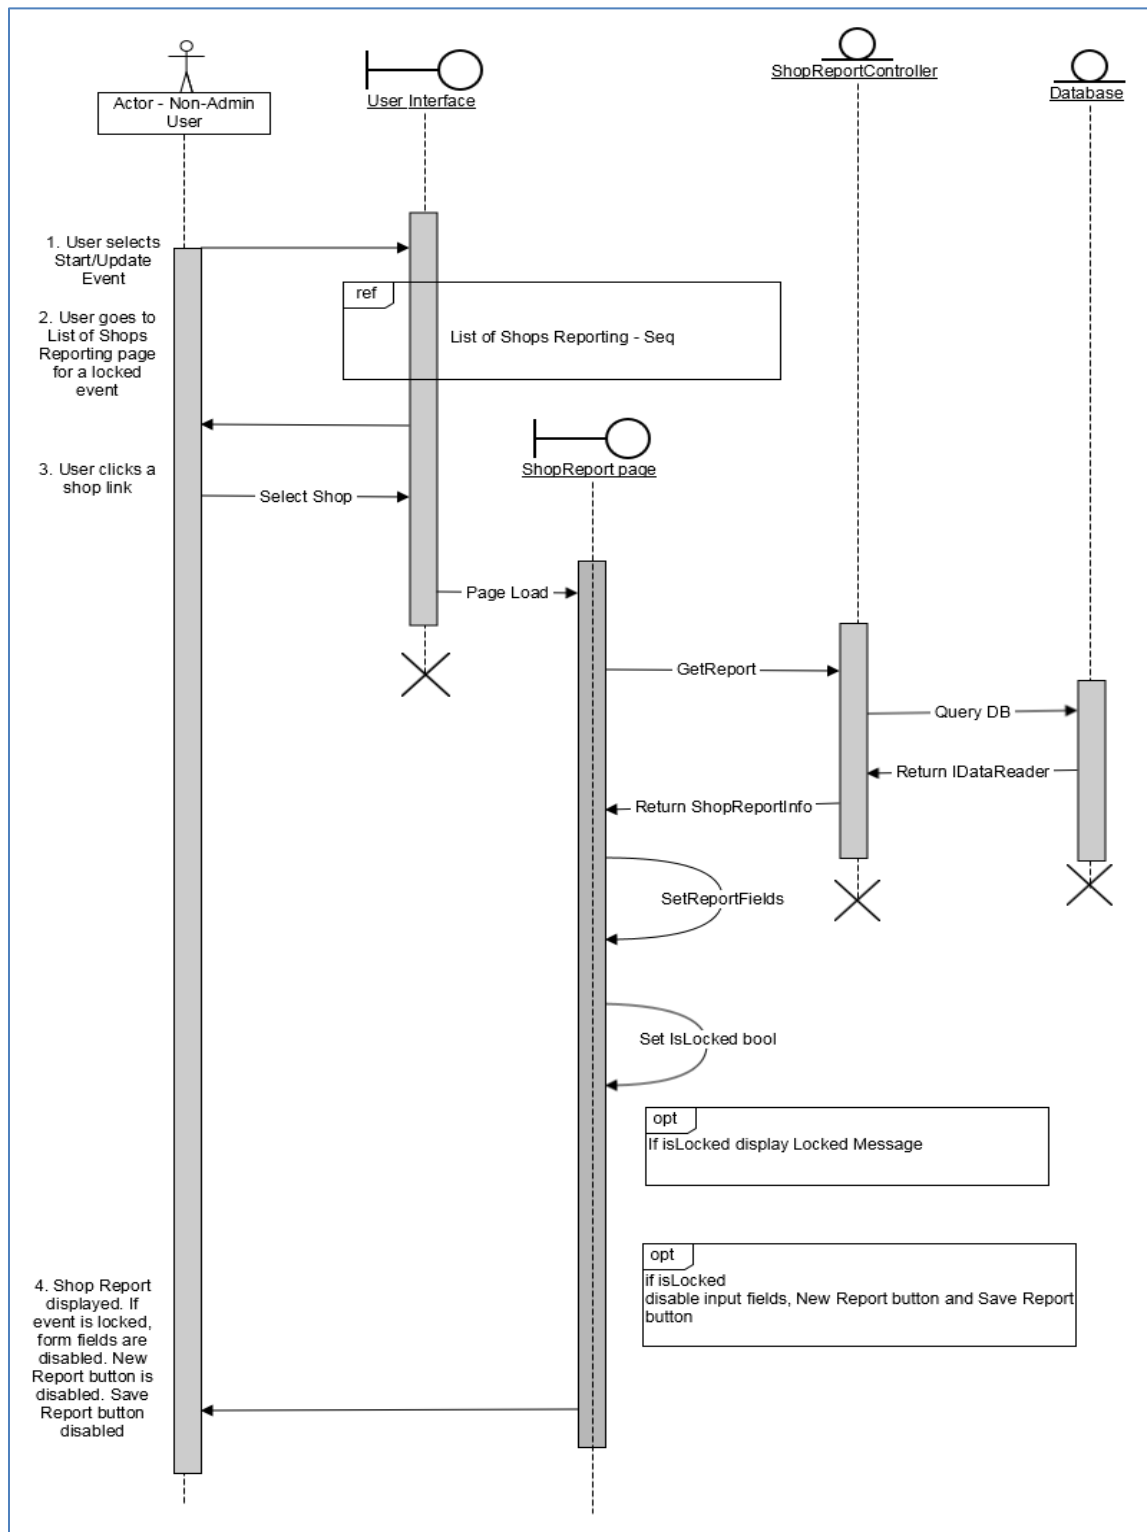 Actor - Non-Admin
User
User Interface
ShopReportController
Database
1. User selects
Start/Update
Event
ref
List of Shops Reporting - Seq
2. User goes to
List of Shops
Reporting page
for a locked
event
3. User clicks a
shop link
Select Shop
ShopReport page
Page Load
GetReport
Query DB
Return IDataReader
Return ShopReportInfo
SetReportFields
Set IsLocked bool
opt
If isLocked display Locked Message
opt
if isLocked
disable input fields, New Report button and Save Report
button
4. Shop Report
displayed. If
event is locked,
form fields are
disabled. New
Report button is
disabled. Save
Report button
disabled